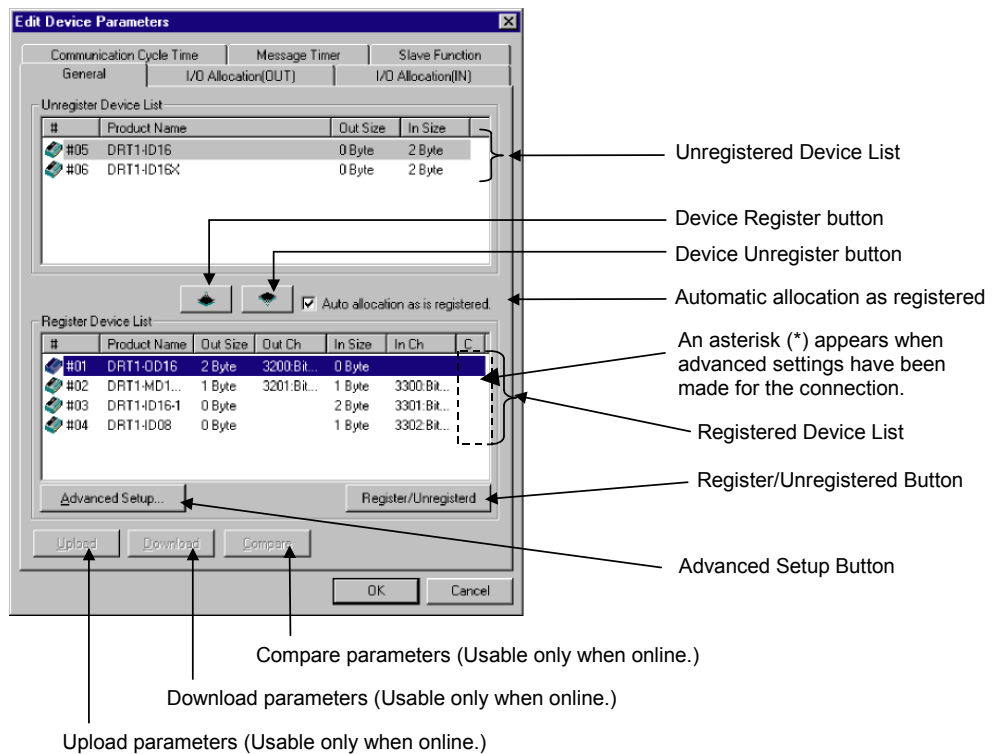 Edit Device Parameters
Communication Cycle Time Message Timer Slave Function
General I/O Allocation(OUT) I/O Allocation(IN)
Unregister Device List
# Product Name Out Size In Size
#05 DRT1-ID16 0 Byte 2 Byte
#06 DRT1-ID16X 0 Byte 2 Byte
Unregistered Device List
Device Register button
Device Unregister button
Auto allocation as is registered.
Automatic allocation as registered
Register Device List
# Product Name Out Size Out Ch In Size In Ch C...
#01 DRT1-OD16 2 Byte 3200:Bit... 0 Byte
#02 DRT1-MD1... 1 Byte 3201:Bit... 1 Byte 3300:Bit...
#03 DRT1-ID16-1 0 Byte 2 Byte 3301:Bit...
#04 DRT1-ID08 0 Byte 1 Byte 3302:Bit...
An asterisk (*) appears when
advanced settings have been
made for the connection.
Registered Device List
Advanced Setup... Register/Unregisterd
Register/Unregistered Button
Upload Download Compare
Advanced Setup Button
OK Cancel
Compare parameters (Usable only when online.)
Download parameters (Usable only when online.)
Upload parameters (Usable only when online.)